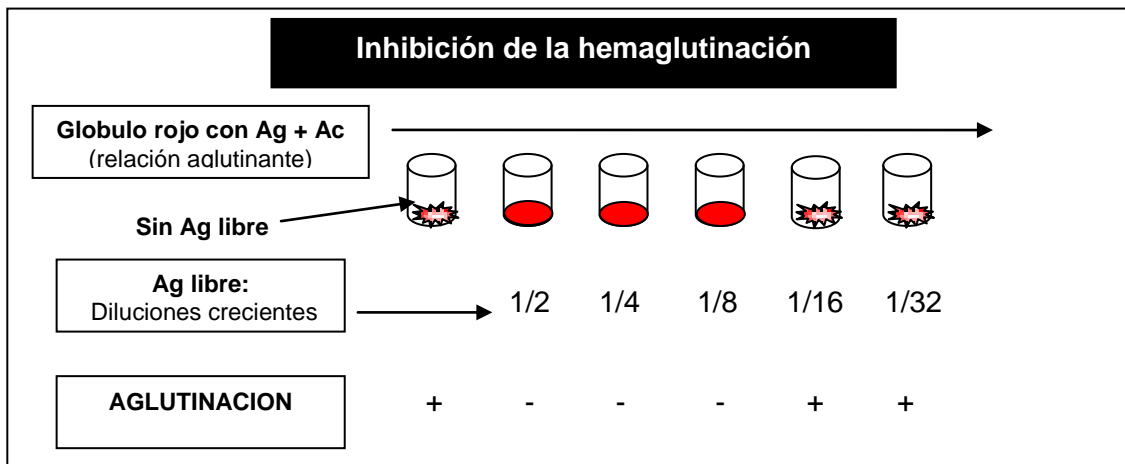 Inhibición de la hemaglutinación
Globulo rojo con Ag + Ac
(relación aglutinante)
Sin Ag libre
Ag libre:
Diluciones crecientes
1/2 1/4 1/8 1/16 1/32
AGLUTINACION + - - - + +